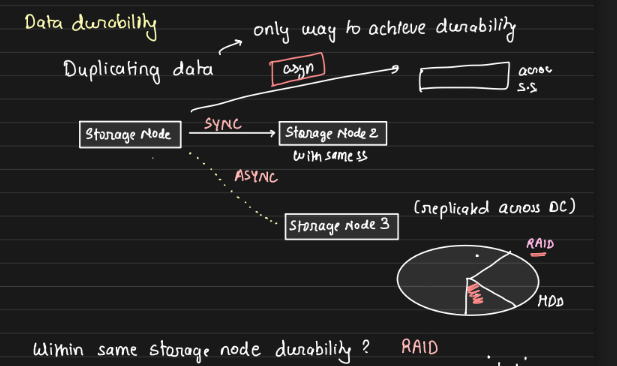 Data durability
only way to achieve durability
Duplicating data
asyn
across
S.S
Storage Node
SYNC
Storage Node 2
with same ss
ASYNC
Storage Node 3
(replicated across DC)
RAID
HDD
Within same storage node durability? RAID